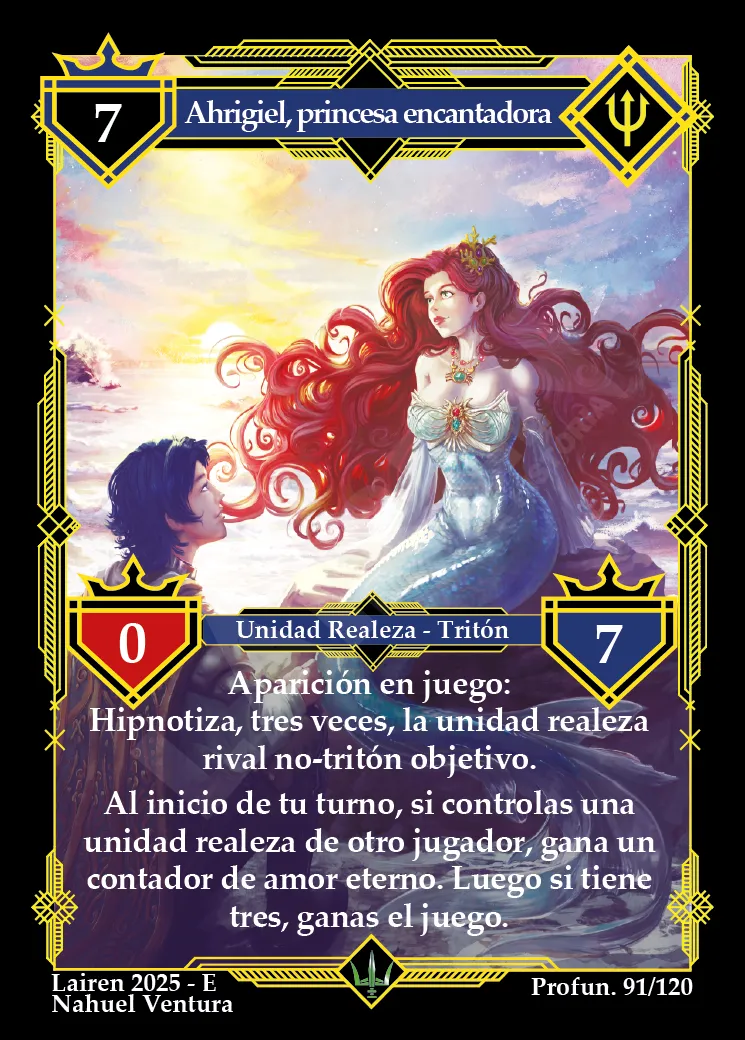 7
Ahrigiel, princesa encantadora
0
Unidad Realeza - Tritón
7
Aparición en juego:
Hipnotiza, tres veces, la unidad realeza
rival no-tritón objetivo.
Al inicio de tu turno, si controlas una
unidad realeza de otro jugador, gana un
contador de amor eterno. Luego si tiene
tres, ganas el juego.
Lairen 2025 - E
Nahuel Ventura
Profun. 91/120